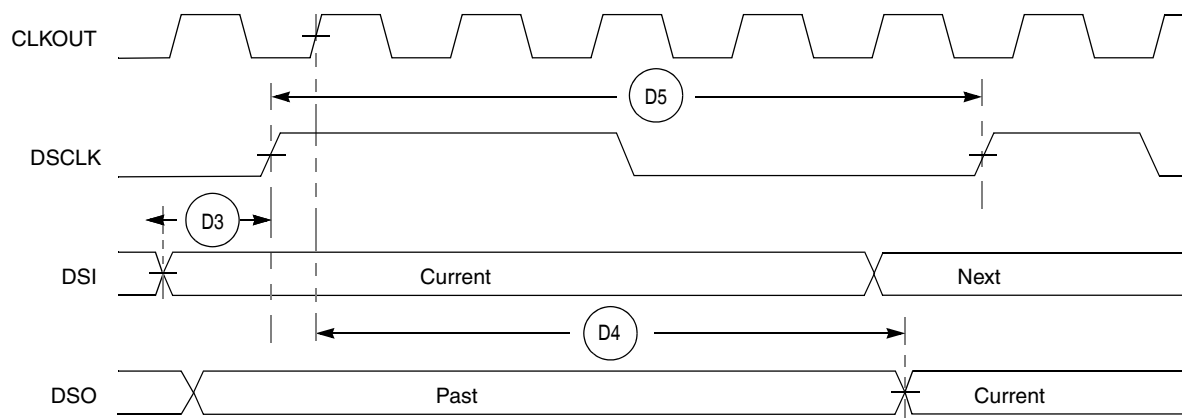 CLKOUT
D5
DSCLK
D3
DSI
Current
Next
D4
DSO
Past
Current